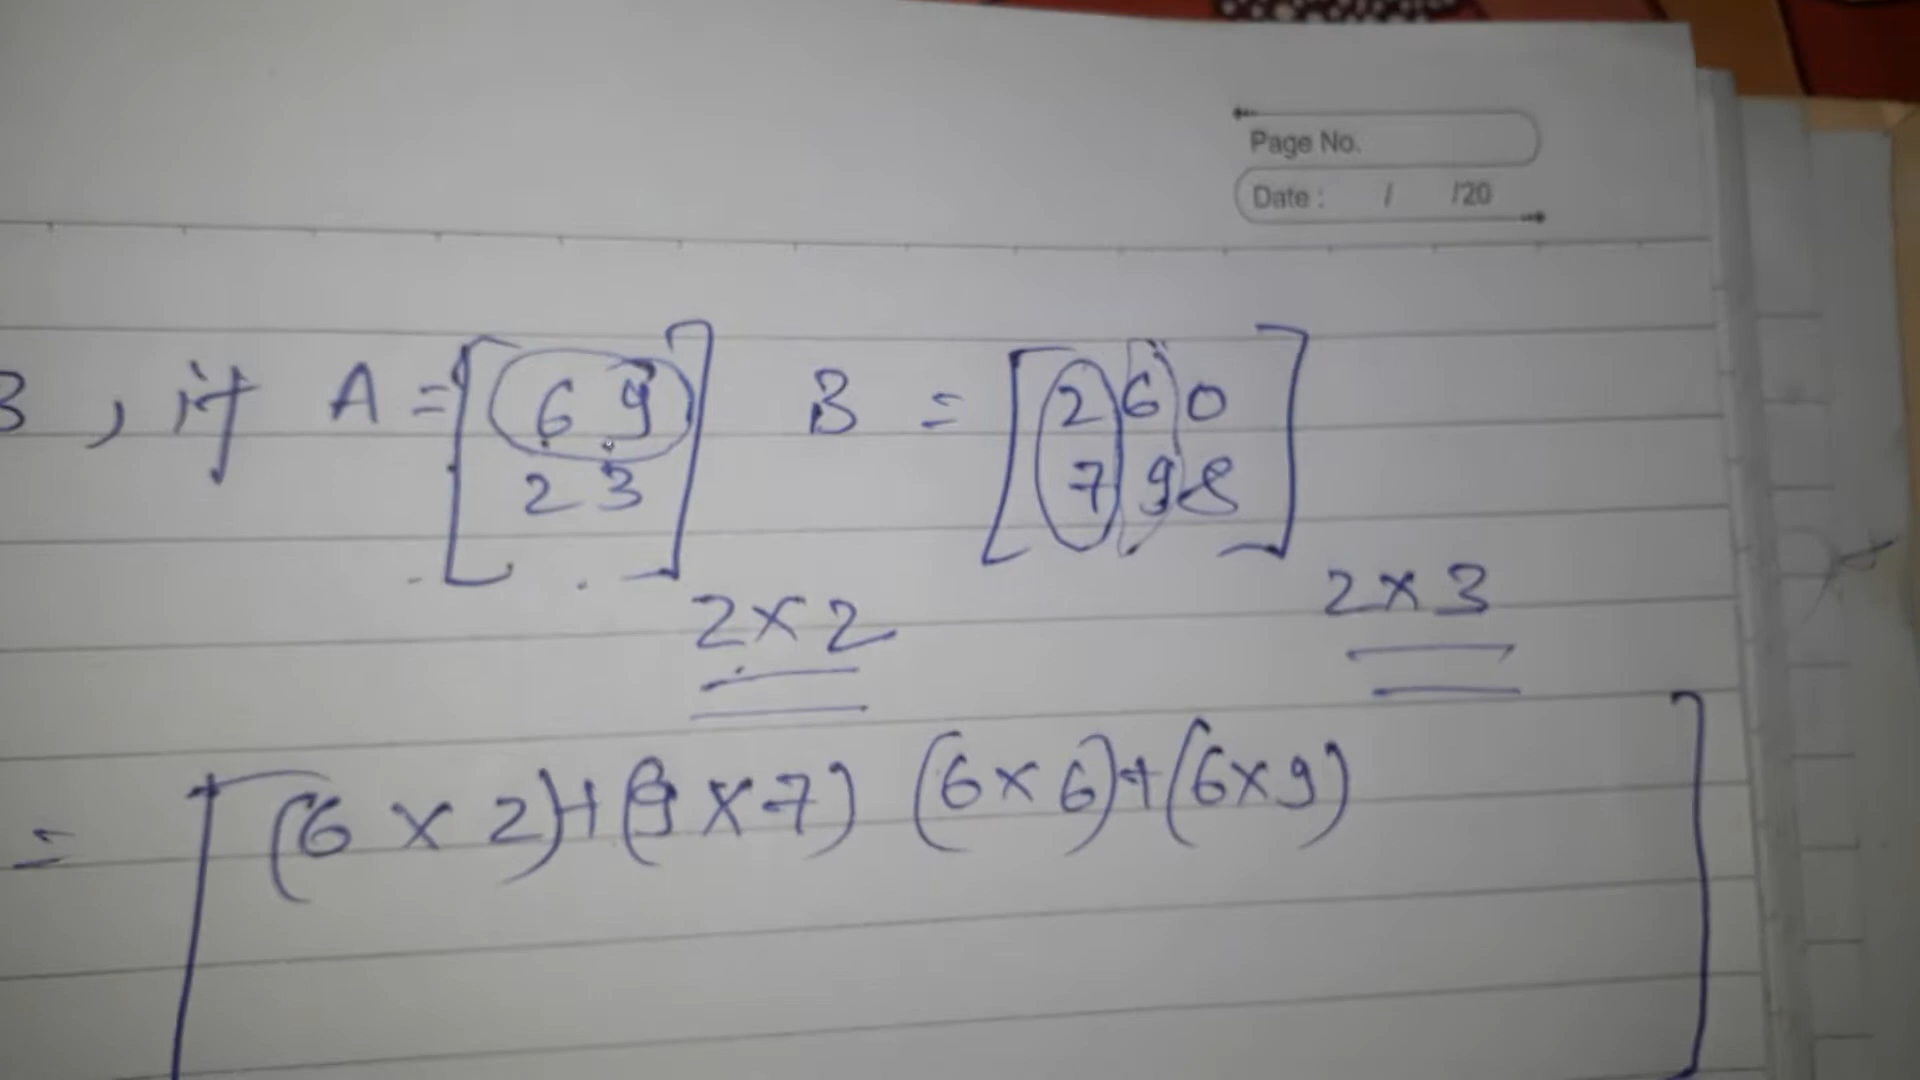 Page No.
Date : / /20
B , if A = [ 6 9 B = [ 2 6 0
2 3 ] 7 9 8 ]
2 × 2 2 × 3
= [ (6 × 2) + (9 × 7) (6 × 6) + (6 × 9) ]